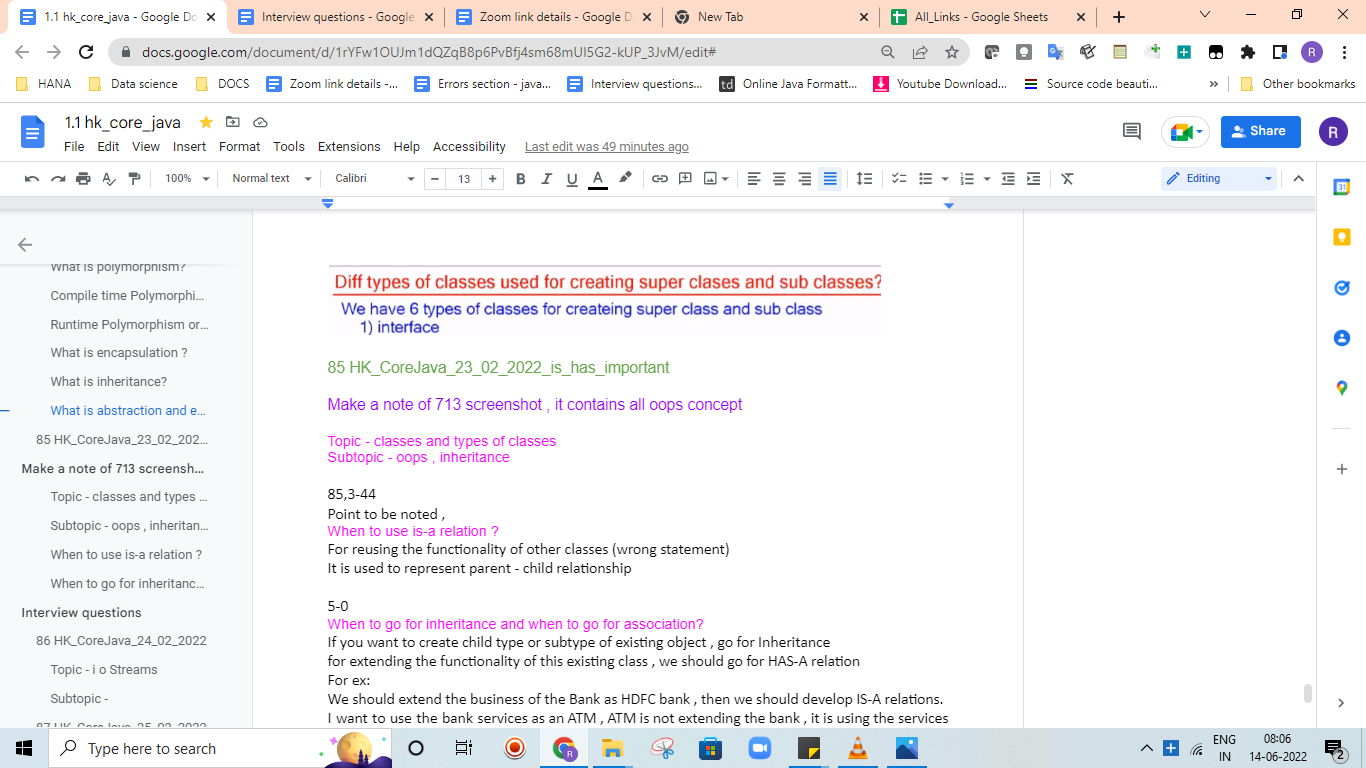 1.1 hk_core_java - Google Do
Interview questions - Google
Zoom link details - Google D
New Tab
All_Links - Google Sheets
docs.google.com/document/d/1rYFw1OUJm1dQZqB8p6PvBfj4sm68mUI5G2-kUP_3JvM/edit#
R
HANA
Data science
DOCS
Zoom link details -...
Errors section - java...
Interview questions...
td Online Java Formatt...
Youtube Download...
Source code beauti...
»
Other bookmarks
1.1 hk_core_java
File Edit View Insert Format Tools Extensions Help Accessibility Last edit was 49 minutes ago
Share
R
100%
Normal text
Calibri
13
B I U A
Editing
31
What is polymorphism?
Compile time Polymorphi...
Runtime Polymorphism or...
What is encapsulation ?
What is inheritance?
What is abstraction and e...
85 HK_CoreJava_23_02_202...
Make a note of 713 screensh...
Topic - classes and types ...
Subtopic - oops , inheritan...
When to use is-a relation ?
When to go for inheritanc...
Interview questions
86 HK_CoreJava_24_02_2022
Topic - i o Streams
Subtopic -
87 HK_CoreJava_25_02_2022
Diff types of classes used for creating super clases and sub classes?
We have 6 types of classes for createing super class and sub class
1) interface
85 HK_CoreJava_23_02_2022_is_has_important
Make a note of 713 screenshot , it contains all oops concept
Topic - classes and types of classes
Subtopic - oops , inheritance
85,3-44
Point to be noted ,
When to use is-a relation ?
For reusing the functionality of other classes (wrong statement)
It is used to represent parent - child relationship
5-0
When to go for inheritance and when to go for association?
If you want to create child type or subtype of existing object , go for Inheritance
for extending the functionality of this existing class , we should go for HAS-A relation
For ex:
We should extend the business of the Bank as HDFC bank , then we should develop IS-A relations.
I want to use the bank services as an ATM , ATM is not extending the bank , it is using the services
Type here to search
R
ENG
IN
08:06
14-06-2022
2